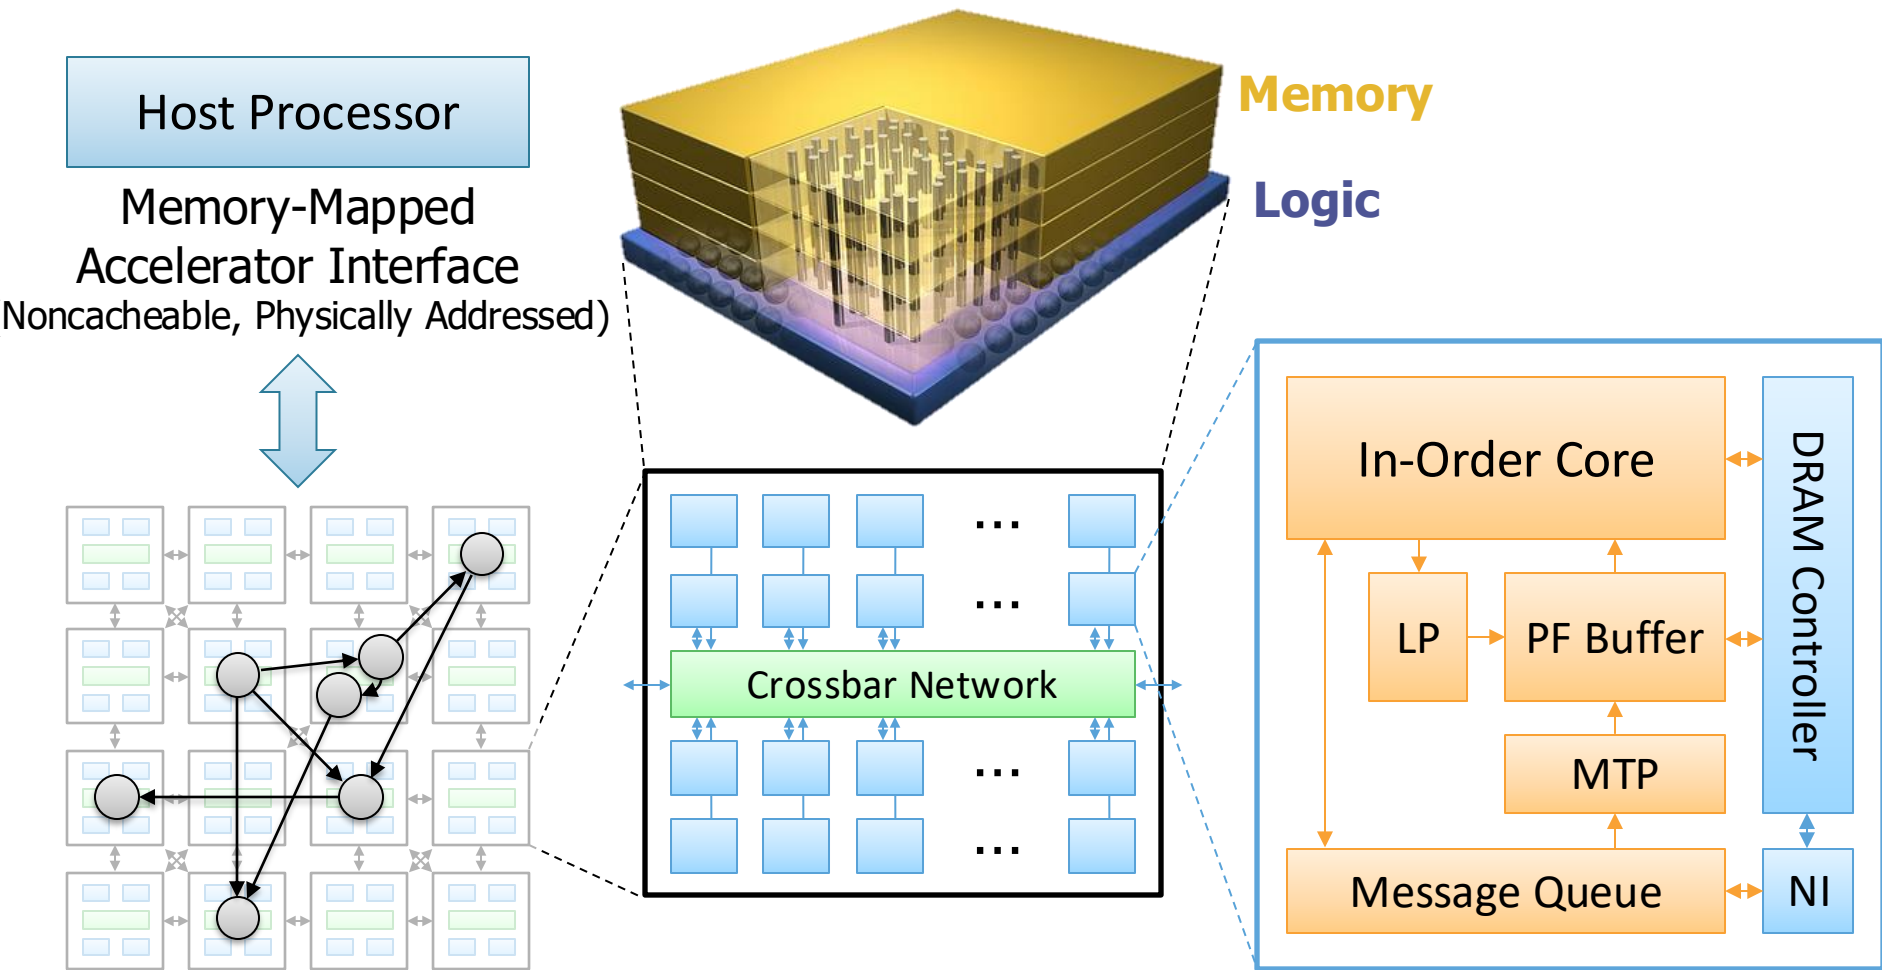 Host Processor
Memory-Mapped
Accelerator Interface
Noncacheable, Physically Addressed)
Memory
Logic
...
...
Crossbar Network
...
...
In-Order Core
LP
PF Buffer
MTP
Message Queue
DRAM Controller
NI